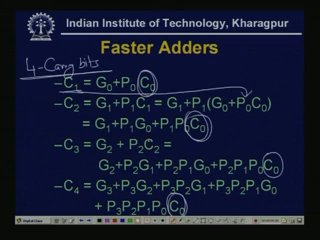 Indian Institute of Technology, Kharagpur
Faster Adders
4-Carry bits
–C₁ = G₀+P₀C₀
–C₂ = G₁+P₁C₁ = G₁+P₁(G₀+P₀C₀)
= G₁+P₁G₀+P₁P₀C₀
–C₃ = G₂ + P₂C₂ =
G₂+P₂G₁+P₂P₁G₀+P₂P₁P₀C₀
–C₄ = G₃+P₃G₂+P₃P₂G₁+P₃P₂P₁G₀
+ P₃P₂P₁P₀C₀